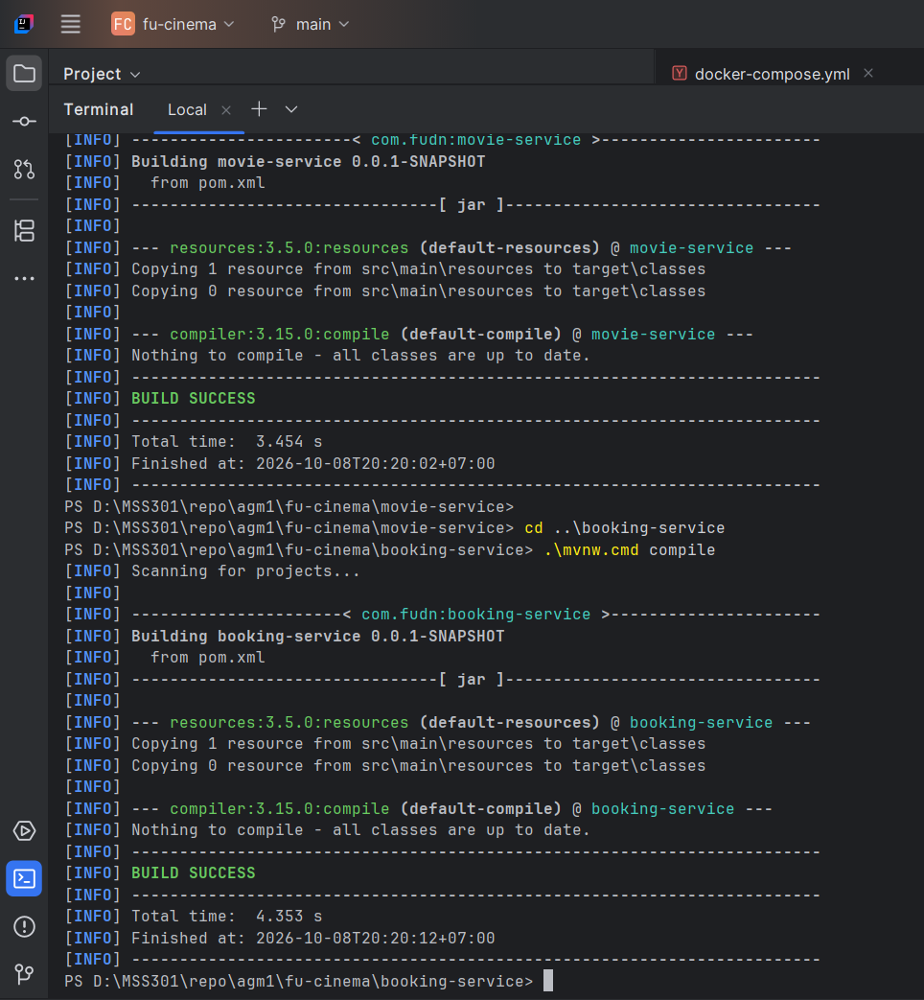 FC fu-cinema main
Project
Y docker-compose.yml
Terminal Local
[INFO] -----------------------< com.fudn:movie-service >-----------------------
[INFO] Building movie-service 0.0.1-SNAPSHOT
[INFO]   from pom.xml
[INFO] --------------------------------[ jar ]---------------------------------
[INFO]
[INFO] --- resources:3.5.0:resources (default-resources) @ movie-service ---
[INFO] Copying 1 resource from src\main\resources to target\classes
[INFO] Copying 0 resource from src\main\resources to target\classes
[INFO]
[INFO] --- compiler:3.15.0:compile (default-compile) @ movie-service ---
[INFO] Nothing to compile - all classes are up to date.
[INFO] ------------------------------------------------------------------------
[INFO] BUILD SUCCESS
[INFO] ------------------------------------------------------------------------
[INFO] Total time:  3.454 s
[INFO] Finished at: 2026-10-08T20:20:02+07:00
[INFO] ------------------------------------------------------------------------
PS D:\MSS301\repo\agm1\fu-cinema\movie-service>
PS D:\MSS301\repo\agm1\fu-cinema\movie-service> cd ..\booking-service
PS D:\MSS301\repo\agm1\fu-cinema\booking-service> .\mvnw.cmd compile
[INFO] Scanning for projects...
[INFO]
[INFO] ----------------------< com.fudn:booking-service >----------------------
[INFO] Building booking-service 0.0.1-SNAPSHOT
[INFO]   from pom.xml
[INFO] --------------------------------[ jar ]---------------------------------
[INFO]
[INFO] --- resources:3.5.0:resources (default-resources) @ booking-service ---
[INFO] Copying 1 resource from src\main\resources to target\classes
[INFO] Copying 0 resource from src\main\resources to target\classes
[INFO]
[INFO] --- compiler:3.15.0:compile (default-compile) @ booking-service ---
[INFO] Nothing to compile - all classes are up to date.
[INFO] ------------------------------------------------------------------------
[INFO] BUILD SUCCESS
[INFO] ------------------------------------------------------------------------
[INFO] Total time:  4.353 s
[INFO] Finished at: 2026-10-08T20:20:12+07:00
[INFO] ------------------------------------------------------------------------
PS D:\MSS301\repo\agm1\fu-cinema\booking-service>